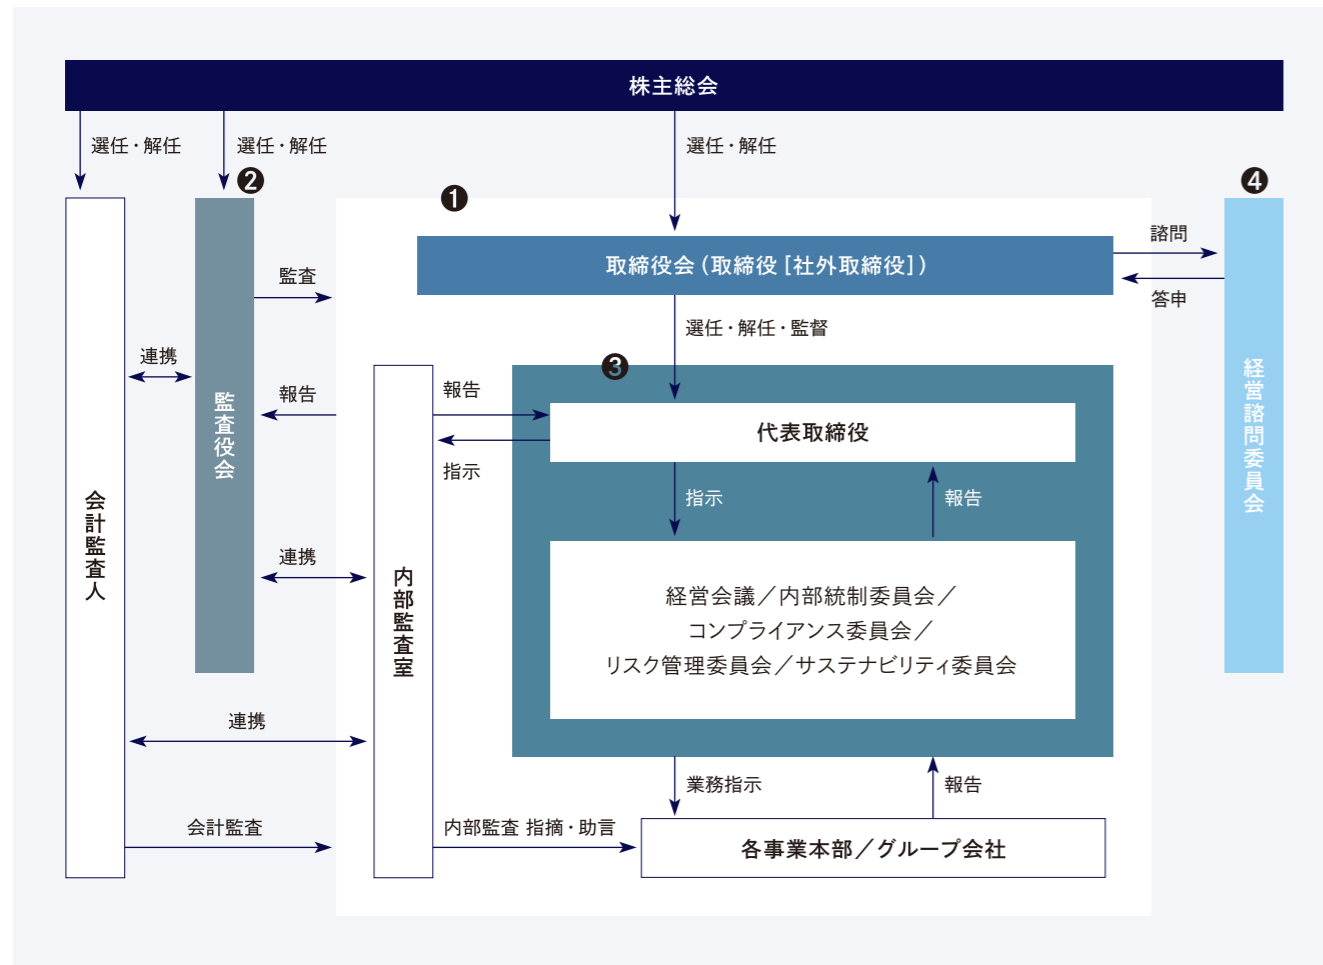 株主総会
選任・解任
選任・解任
選任・解任
❷
❶
❹
取締役会（取締役［社外取締役］）
諮問
答申
監査
選任・解任・監督
連携
❸
報告
報告
代表取締役
指示
監査役会
経営諮問委員会
会計監査人
指示
報告
連携
内部監査室
経営会議／内部統制委員会／
コンプライアンス委員会／
リスク管理委員会／サステナビリティ委員会
連携
業務指示
報告
会計監査
内部監査 指摘・助言
各事業本部／グループ会社